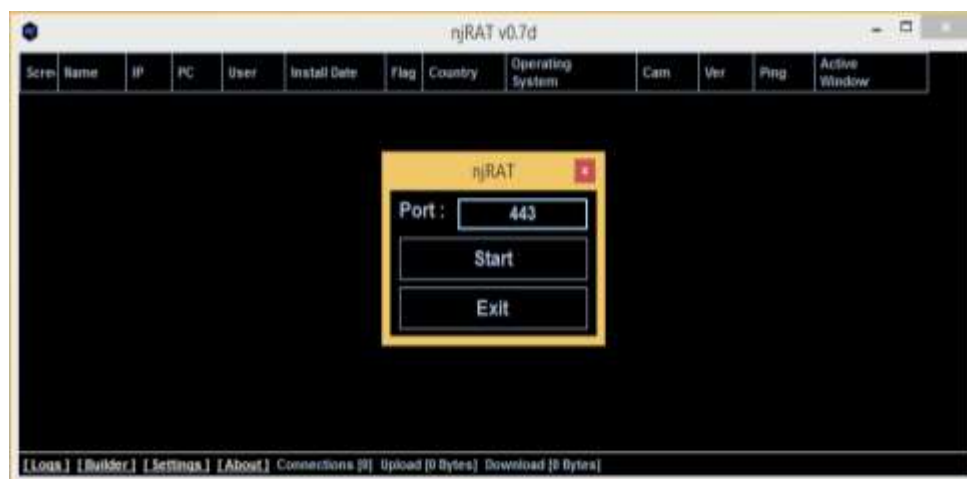 njRAT v0.7d
Scre Name IP PC User Install Date Flag Country Operating System Cam Ver Ping Active Window
njRAT
Port : 443
Start
Exit
[Logs] [Builder] [Settings] [About] Connections [0] Upload [0 Bytes] Download [0 Bytes]